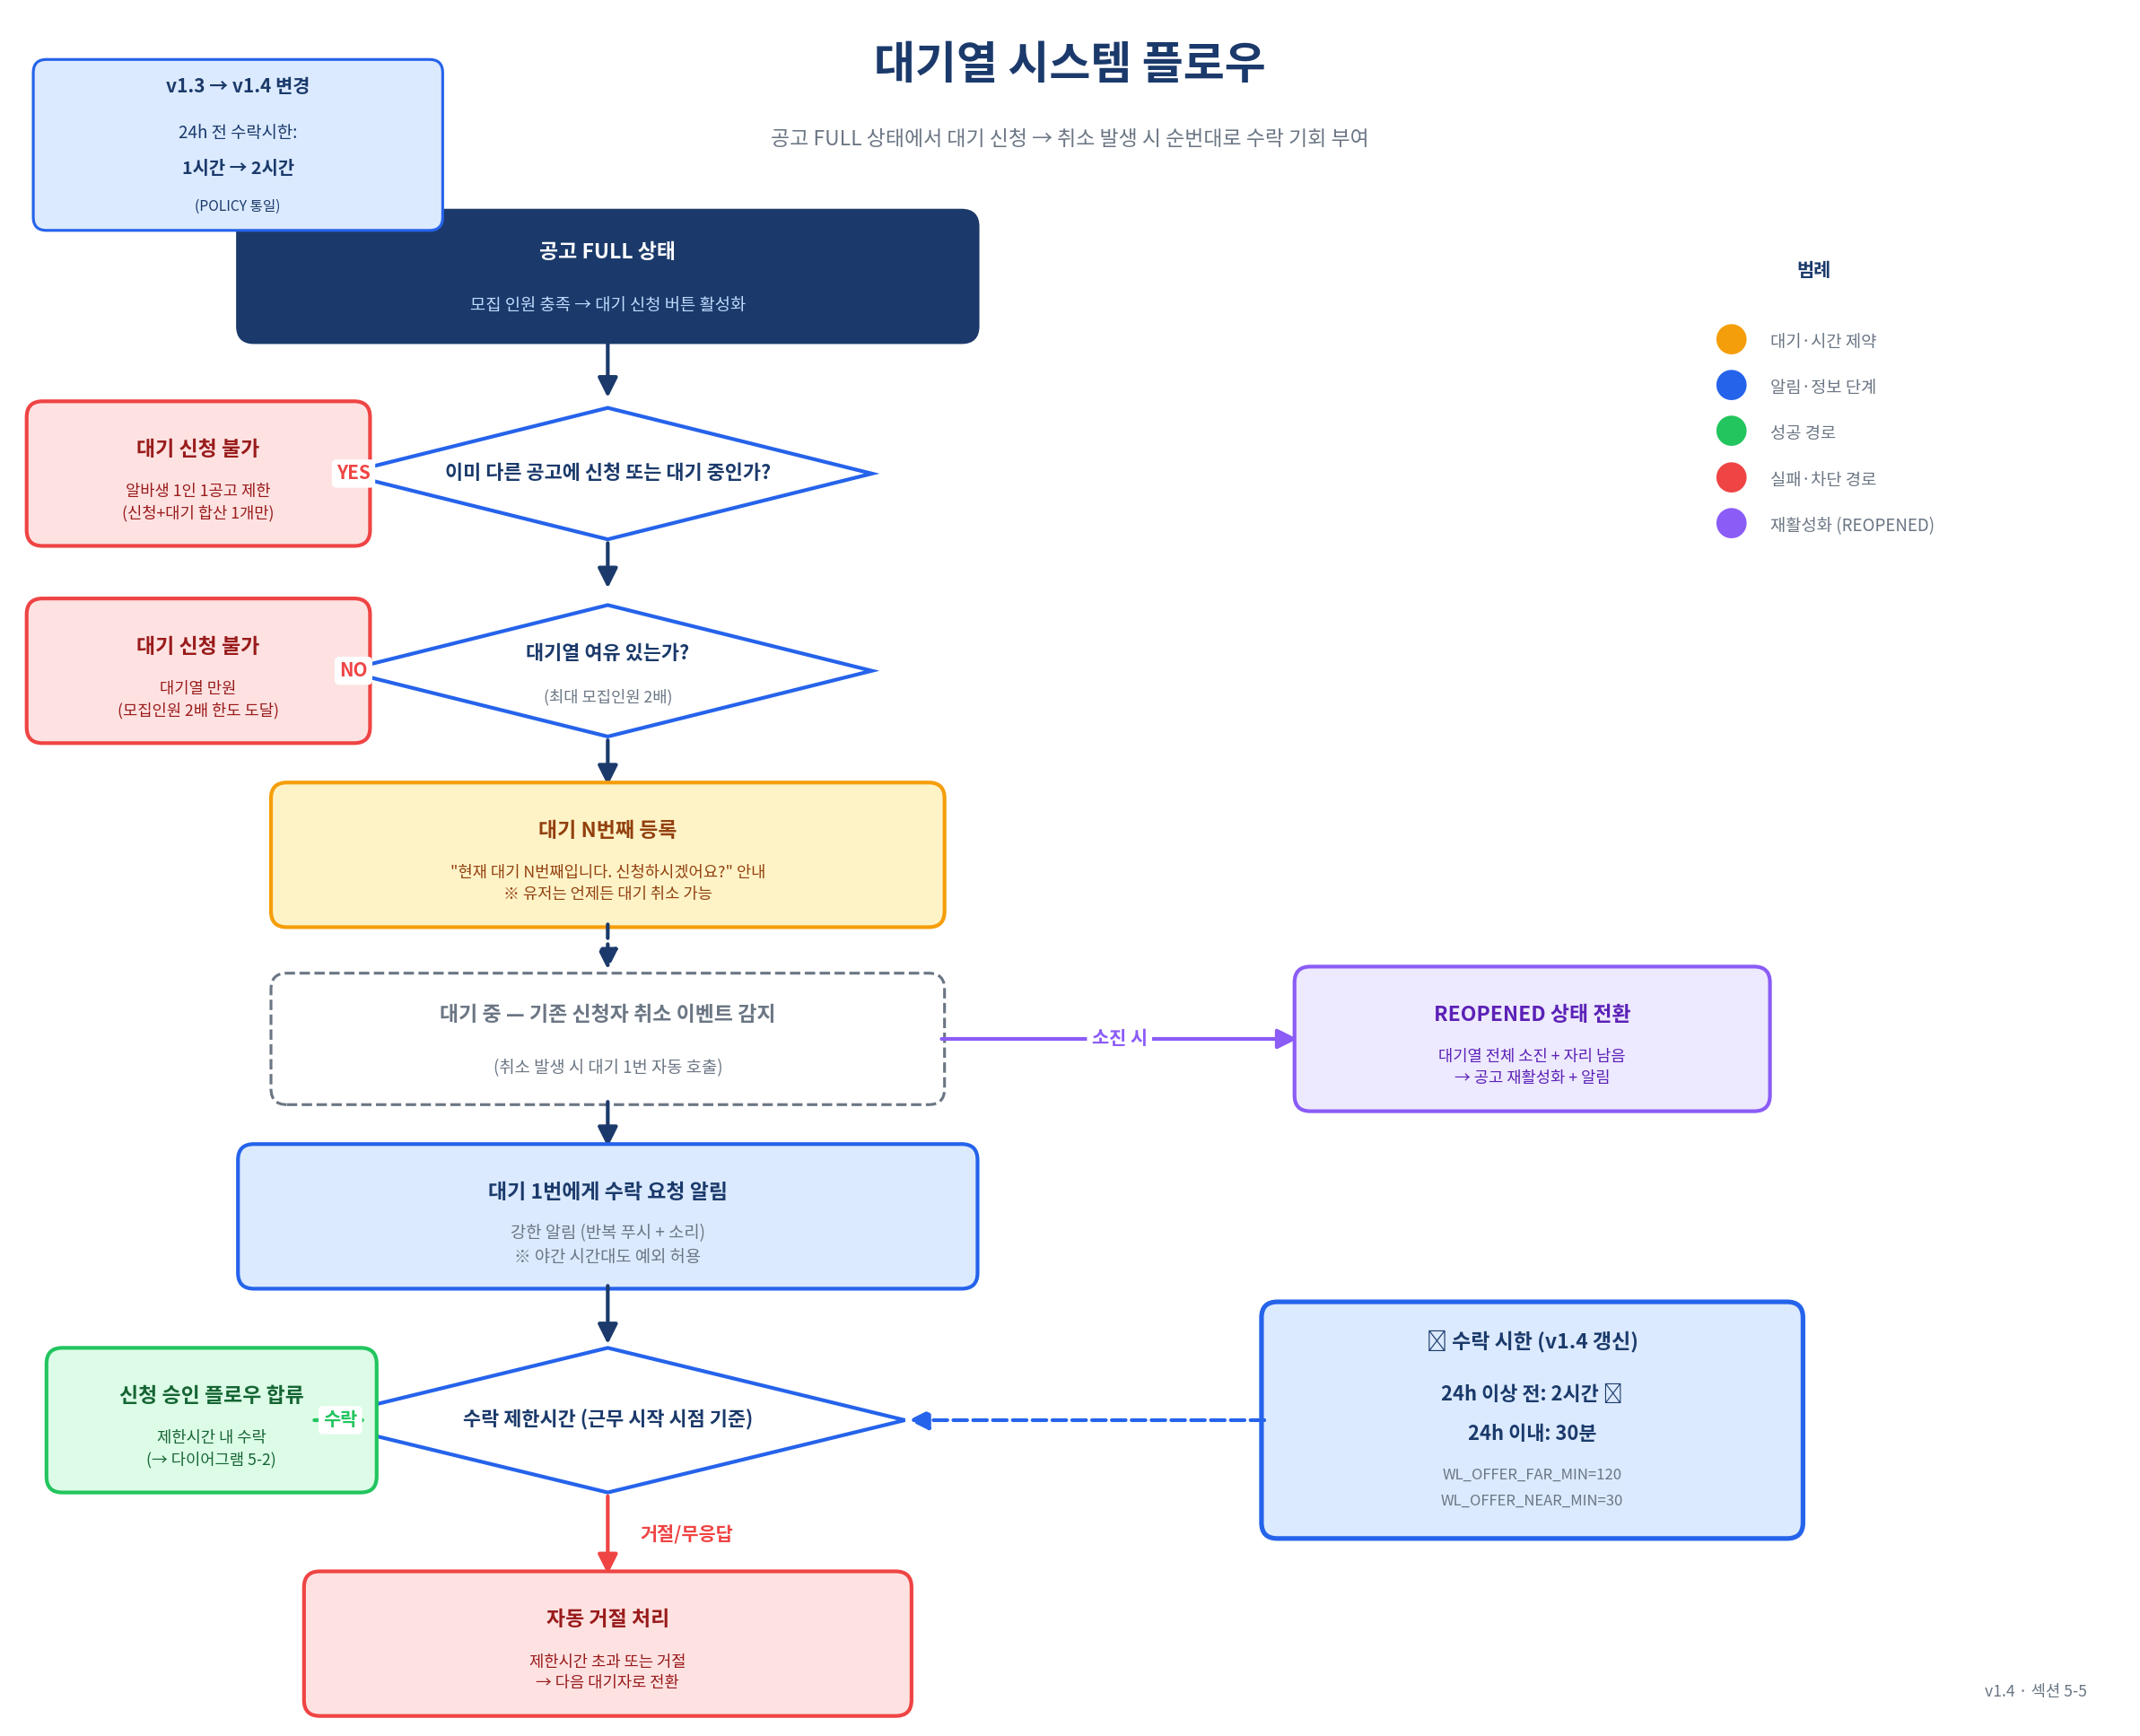 대기열 시스템 플로우
공고 FULL 상태에서 대기 신청 → 취소 발생 시 순번대로 수락 기회 부여
v1.3 → v1.4 변경
24h 전 수락시한:
1시간 → 2시간
(POLICY 통일)
공고 FULL 상태
모집 인원 충족 → 대기 신청 버튼 활성화
범례
대기·시간 제약
알림·정보 단계
성공 경로
실패·차단 경로
재활성화 (REOPENED)
대기 신청 불가
알바생 1인 1공고 제한
(신청+대기 합산 1개만)
YES
이미 다른 공고에 신청 또는 대기 중인가?
대기 신청 불가
대기열 만원
(모집인원 2배 한도 도달)
NO
대기열 여유 있는가?
(최대 모집인원 2배)
대기 N번째 등록
"현재 대기 N번째입니다. 신청하시겠어요?" 안내
※ 유저는 언제든 대기 취소 가능
대기 중 — 기존 신청자 취소 이벤트 감지
(취소 발생 시 대기 1번 자동 호출)
소진 시
REOPENED 상태 전환
대기열 전체 소진 + 자리 남음
→ 공고 재활성화 + 알림
대기 1번에게 수락 요청 알림
강한 알림 (반복 푸시 + 소리)
※ 야간 시간대도 예외 허용
신청 승인 플로우 합류
제한시간 내 수락
(→ 다이어그램 5-2)
수락
수락 제한시간 (근무 시작 시점 기준)
수락 시한 (v1.4 갱신)
24h 이상 전: 2시간
24h 이내: 30분
WL_OFFER_FAR_MIN=120
WL_OFFER_NEAR_MIN=30
거절/무응답
자동 거절 처리
제한시간 초과 또는 거절
→ 다음 대기자로 전환
v1.4 · 섹션 5-5